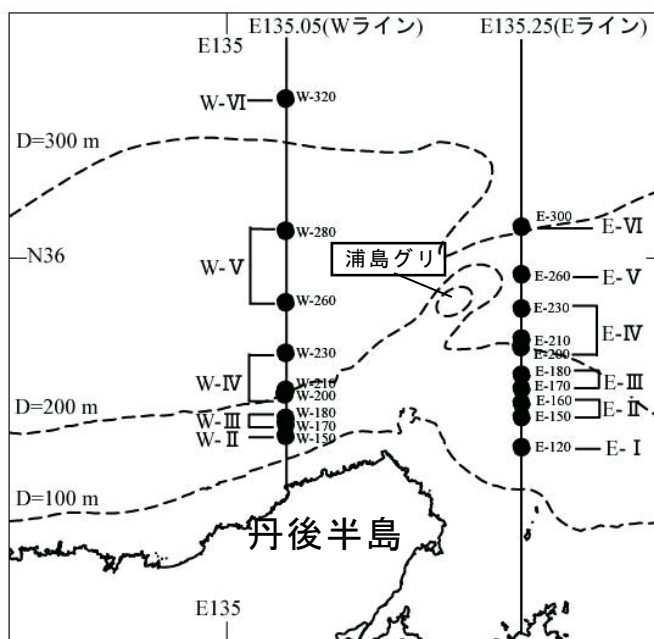 E135.05(Wライン)
E135.25(Eライン)
E135
W-Ⅵ
W-320
D=300 m
W-280
E-300
E-Ⅵ
N36
浦島グリ
W-Ⅴ
E-260
E-Ⅴ
W-260
E-230
E-210
E-200
E-Ⅳ
W-230
W-Ⅳ
W-210
W-200
E-180
E-170
E-Ⅲ
D=200 m
W-180
W-170
W-Ⅲ
E-160
E-150
E-Ⅱ
W-Ⅱ
W-150
E-120
E-Ⅰ
D=100 m
丹後半島
E135